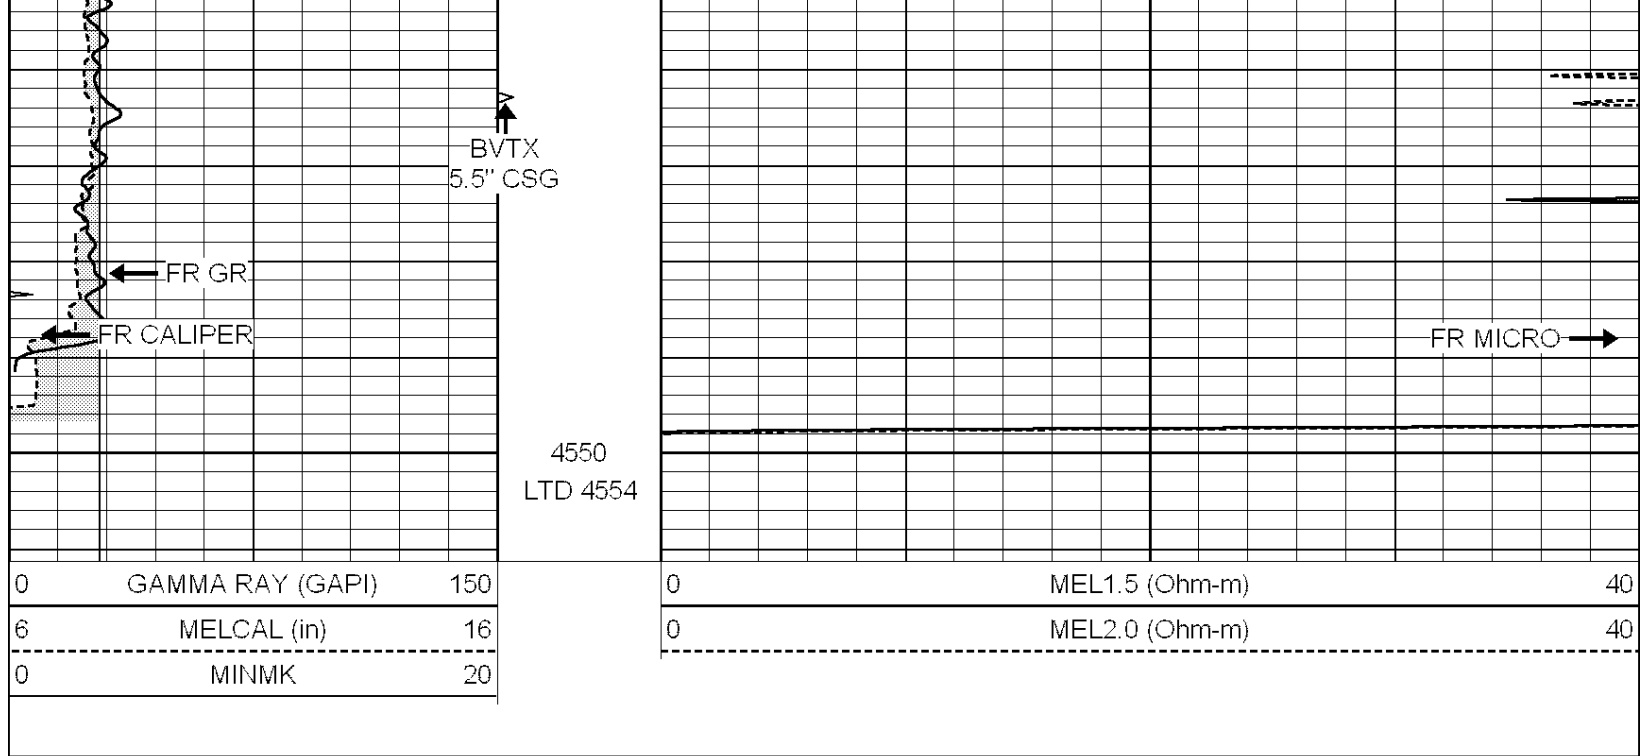 BVTX
5.5" CSG
FR GR
FR CALIPER
FR MICRO
4550
LTD 4554
0 GAMMA RAY (GAPI) 150
6 MELCAL (in) 16
0 MINMK 20
0 MEL1.5 (Ohm-m) 40
0 MEL2.0 (Ohm-m) 40